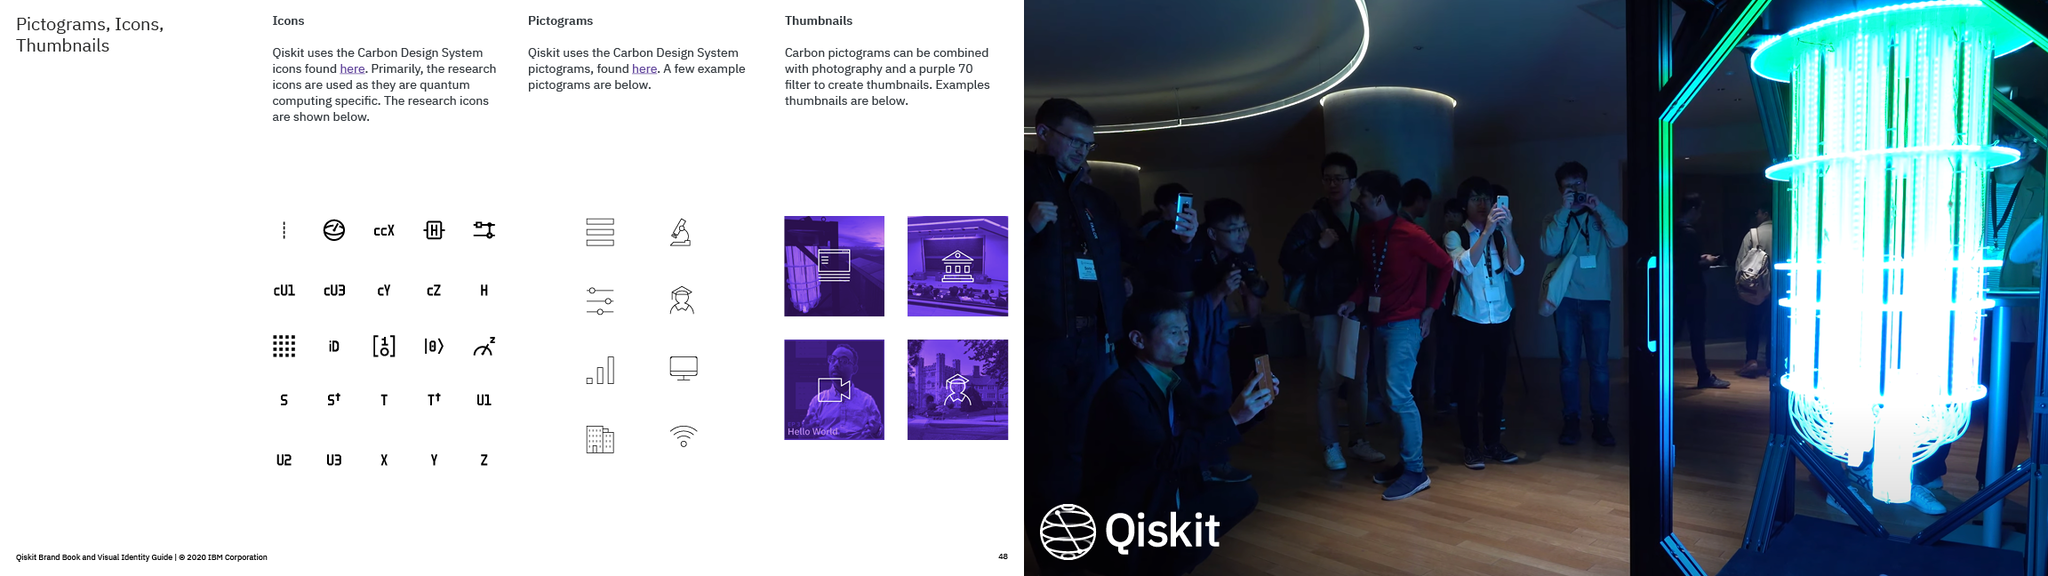 Pictograms, Icons,
Thumbnails
Icons
Qiskit uses the Carbon Design System
icons found here. Primarily, the research
icons are used as they are quantum
computing specific. The research icons
are shown below.
ccX
H
cU1 cU3 cY cZ H
iD
[1
0]
|0⟩
z
S S† T T† U1
U2 U3 X Y Z
Pictograms
Qiskit uses the Carbon Design System
pictograms, found here. A few example
pictograms are below.
Thumbnails
Carbon pictograms can be combined
with photography and a purple 70
filter to create thumbnails. Examples
thumbnails are below.
Hello World
Qiskit Brand Book and Visual Identity Guide | © 2020 IBM Corporation
48
Qiskit